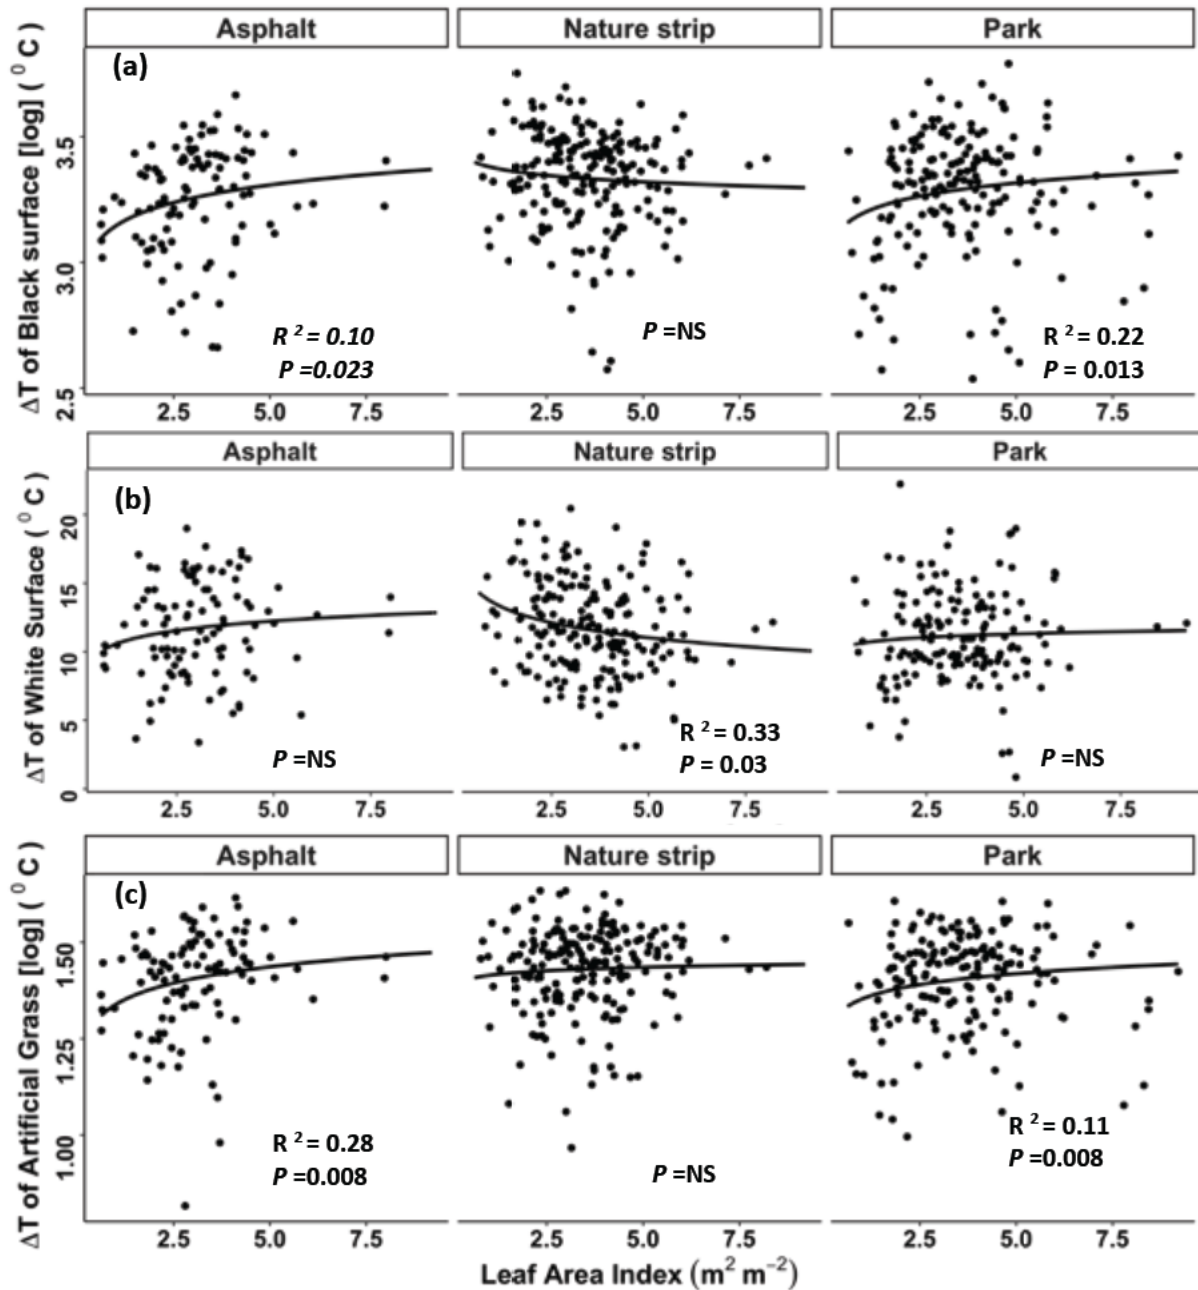 Asphalt Nature strip Park
(a)
ΔT of Black surface [log] ( ⁰ C )
3.5
3.0
2.5
R ² = 0.10
P =0.023
P =NS
R ² = 0.22
P = 0.013
2.5 5.0 7.5 2.5 5.0 7.5 2.5 5.0 7.5
Asphalt Nature strip Park
(b)
ΔT of White Surface ( ⁰ C )
20
15
10
5
0
P =NS
R ² = 0.33
P = 0.03
P =NS
2.5 5.0 7.5 2.5 5.0 7.5 2.5 5.0 7.5
Asphalt Nature strip Park
(c)
ΔT of Artificial Grass [log] ( ⁰ C )
1.50
1.25
1.00
R ² = 0.28
P =0.008
P =NS
R ² = 0.11
P =0.008
2.5 5.0 7.5 2.5 5.0 7.5 2.5 5.0 7.5
Leaf Area Index (m² m⁻²)